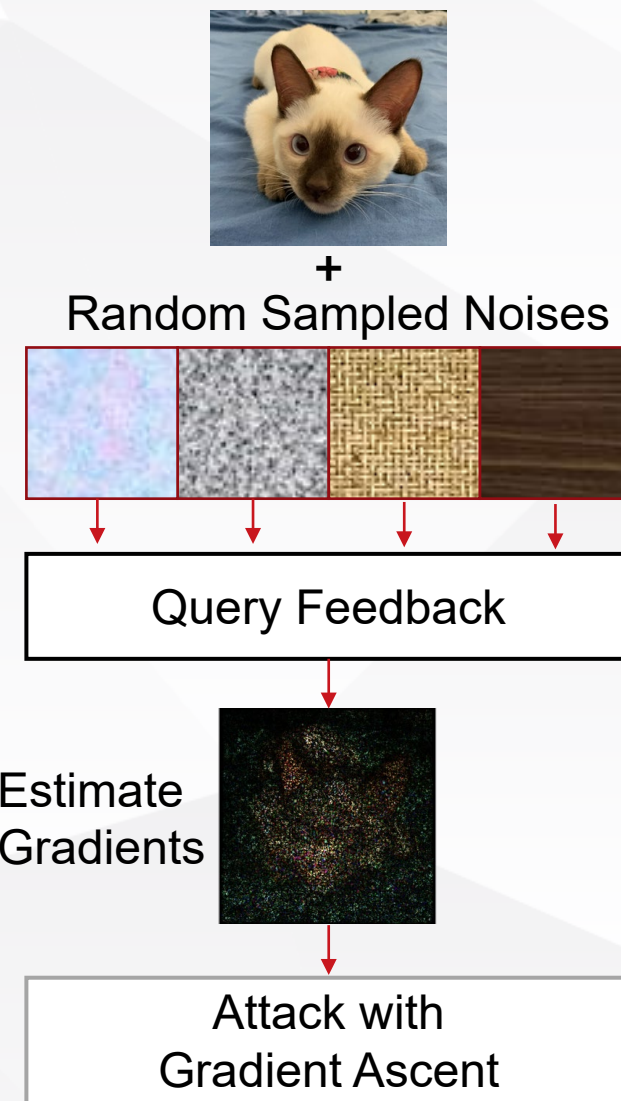 +
Random Sampled Noises
Query Feedback
Estimate
Gradients
Attack with
Gradient Ascent